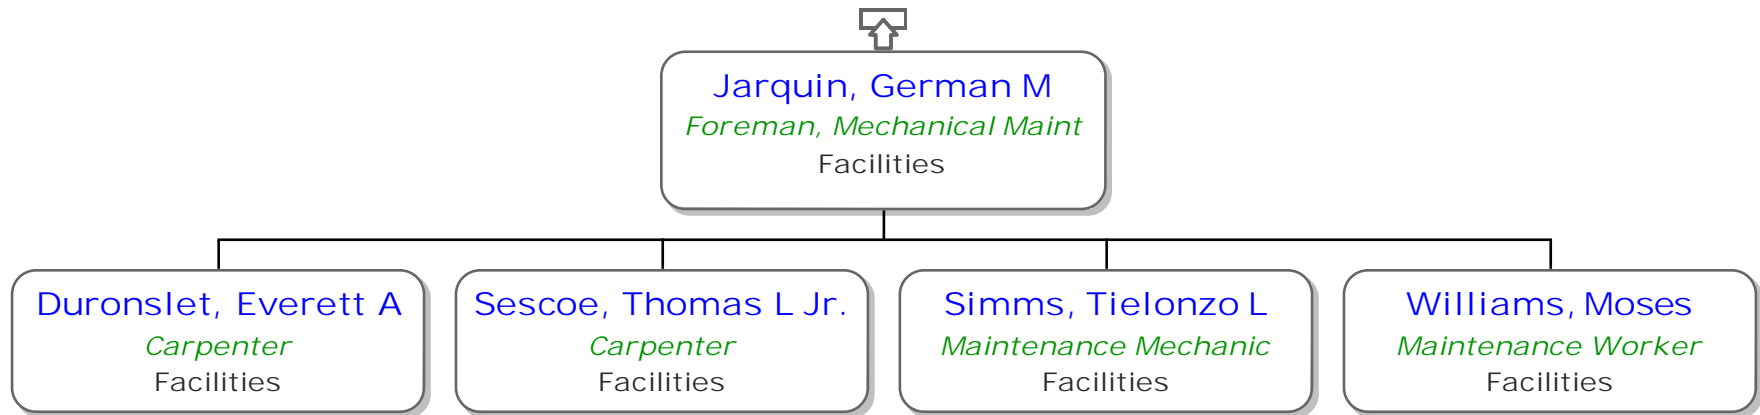 Jarquin, German M
Foreman, Mechanical Maint
Facilities
Duronslet, Everett A
Carpenter
Facilities
Sescoe, Thomas L Jr.
Carpenter
Facilities
Simms, Tielonzo L
Maintenance Mechanic
Facilities
Williams, Moses
Maintenance Worker
Facilities